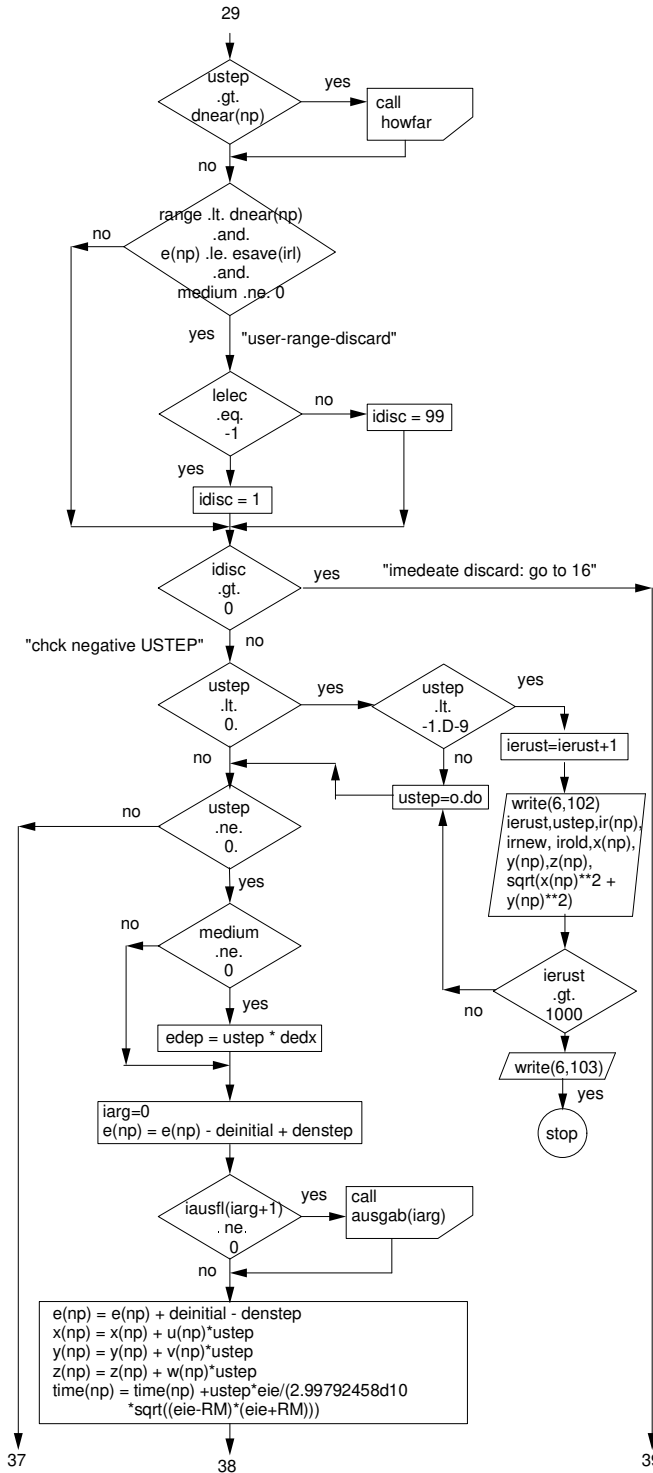 29
ustep
.gt.
dnear(np)
yes
call
howfar
no
range .lt. dnear(np)
.and.
e(np) .le. esave(irl)
.and.
medium .ne. 0
no
yes
"user-range-discard"
lelec
.eq.
-1
no
idisc = 99
yes
idisc = 1
idisc
.gt.
0
yes
"imedeate discard: go to 16"
"chck negative USTEP"
no
ustep
.lt.
0.
yes
ustep
.lt.
-1.D-9
yes
ierust=ierust+1
no
no
ustep=o.do
write(6,102)
ierust,ustep,ir(np),
irnew, irold,x(np),
y(np),z(np),
sqrt(x(np)**2 +
y(np)**2)
ustep
.ne.
0.
no
yes
medium
.ne.
0
no
yes
ierust
.gt.
1000
no
edep = ustep * dedx
write(6,103)
yes
stop
iarg=0
e(np) = e(np) - deinitial + denstep
iausfl(iarg+1)
. ne.
0
yes
call
ausgab(iarg)
no
e(np) = e(np) + deinitial - denstep
x(np) = x(np) + u(np)*ustep
y(np) = y(np) + v(np)*ustep
z(np) = z(np) + w(np)*ustep
time(np) = time(np) +ustep*eie/(2.99792458d10
*sqrt((eie-RM)*(eie+RM)))
37
38
39